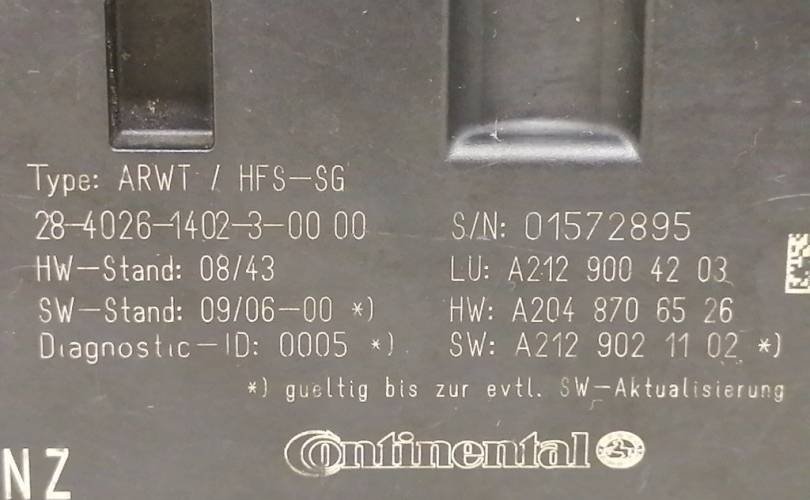 Type: ARWT / HFS-SG
28-4026-1402-3-00 00
HW-Stand: 08/43
SW-Stand: 09/06-00 *)
Diagnostic-ID: 0005 *)
S/N: 01572895
LU: A212 900 42 03
HW: A204 870 65 26
SW: A212 902 11 02 *)
*) gueltig bis zur evtl. SW-Aktualisierung
NZ
Continental